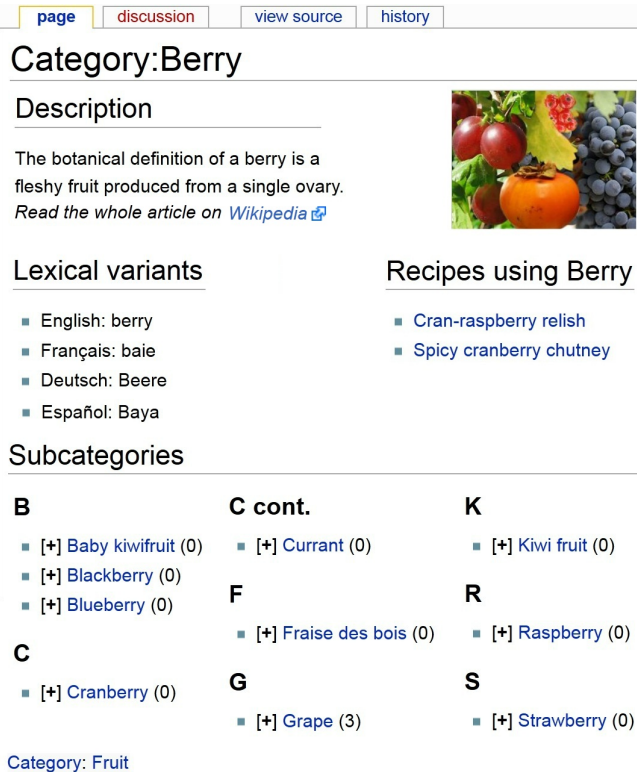 page
discussion
view source
history
Category:Berry
Description
The botanical definition of a berry is a
fleshy fruit produced from a single ovary.
Read the whole article on Wikipedia
Lexical variants
English: berry
Français: baie
Deutsch: Beere
Español: Baya
Recipes using Berry
Cran-raspberry relish
Spicy cranberry chutney
Subcategories
B
[+] Baby kiwifruit (0)
[+] Blackberry (0)
[+] Blueberry (0)
C
[+] Cranberry (0)
C cont.
[+] Currant (0)
F
[+] Fraise des bois (0)
G
[+] Grape (3)
K
[+] Kiwi fruit (0)
R
[+] Raspberry (0)
S
[+] Strawberry (0)
Category: Fruit